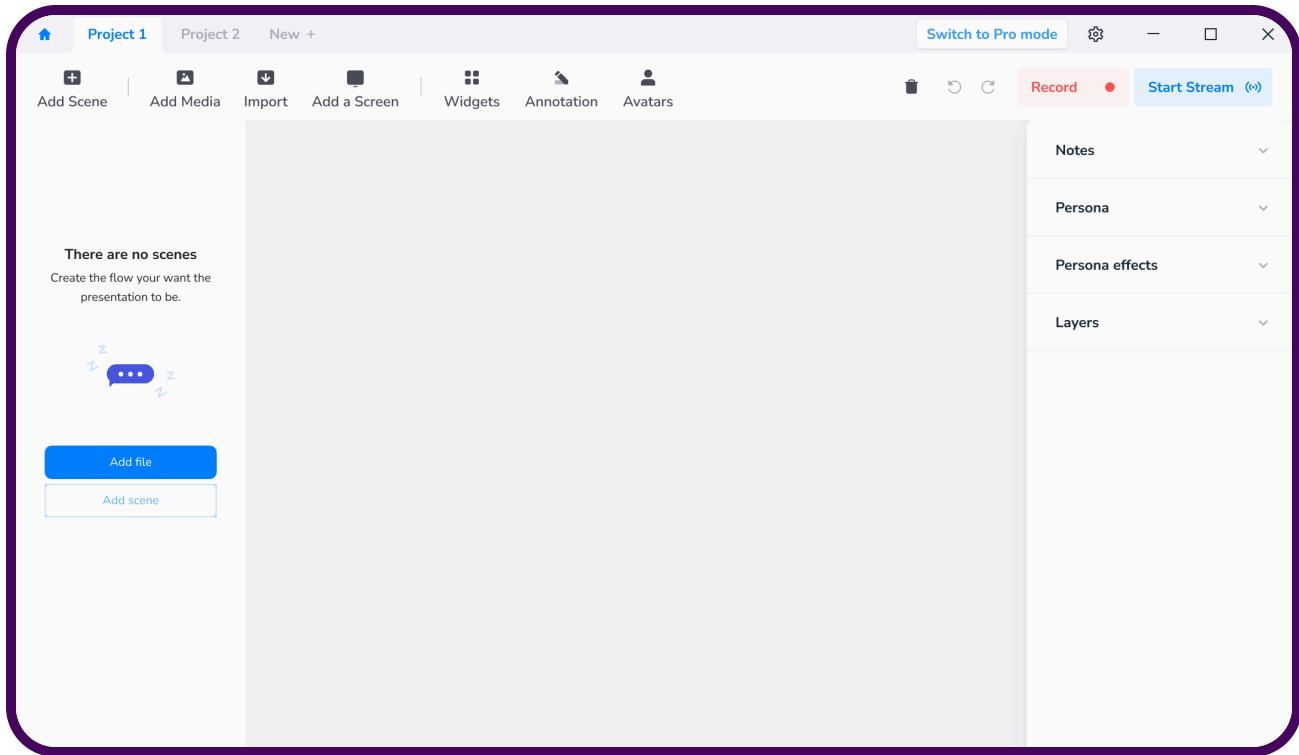 Project 1
Project 2
New +
Switch to Pro mode
Add Scene
Add Media
Import
Add a Screen
Widgets
Annotation
Avatars
Record
Start Stream
There are no scenes
Create the flow your want the
presentation to be.
z
z
z
z
Add file
Add scene
Notes
Persona
Persona effects
Layers